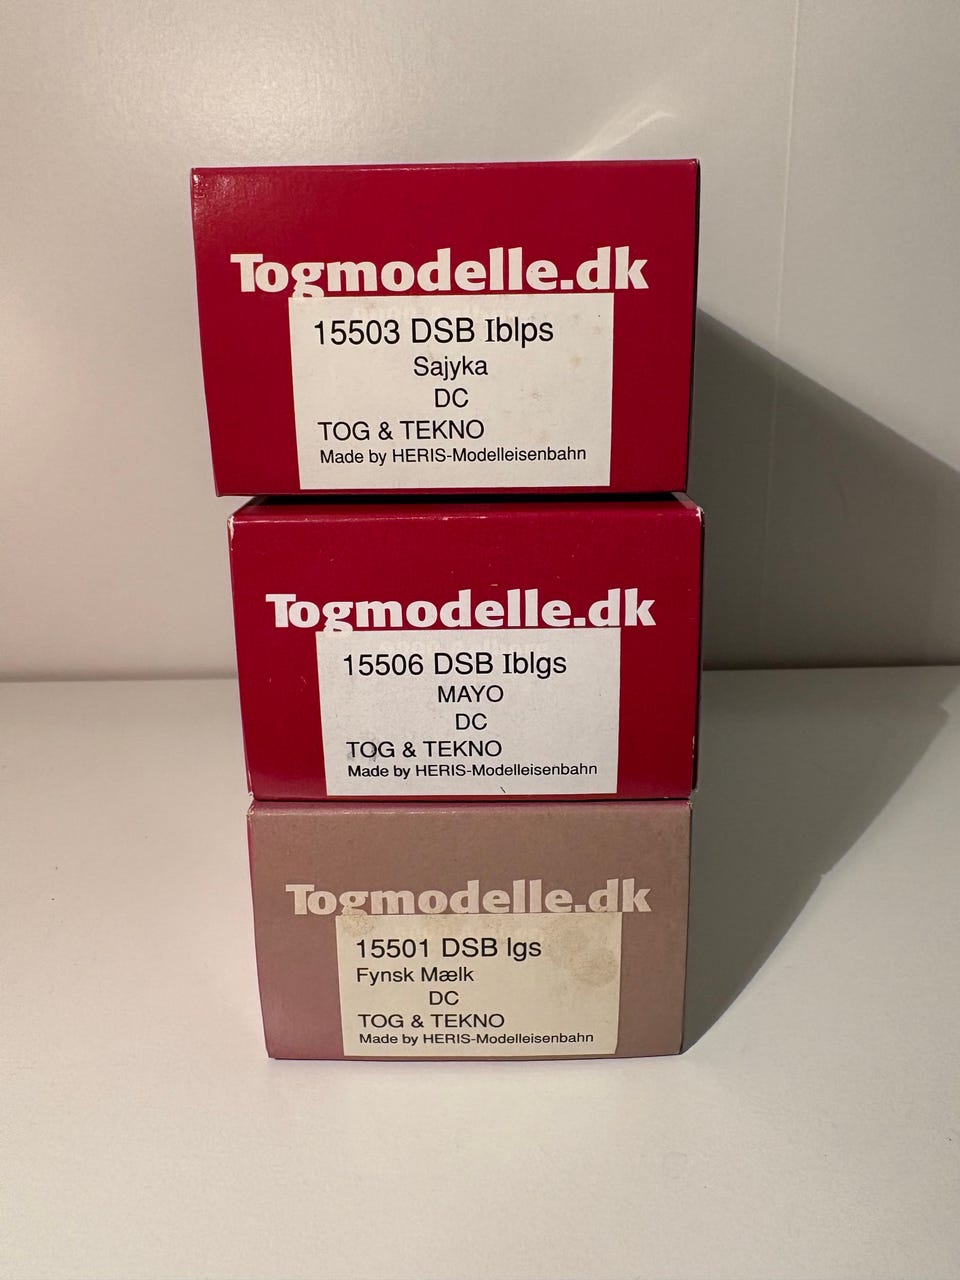 Togmodelle.dk
15503 DSB Iblps
Sajyka
DC
TOG & TEKNO
Made by HERIS-Modelleisenbahn
Togmodelle.dk
15506 DSB Iblgs
MAYO
DC
TOG & TEKNO
Made by HERIS-Modelleisenbahn
Togmodelle.dk
15501 DSB lgs
Fynsk Mælk
DC
TOG & TEKNO
Made by HERIS-Modelleisenbahn